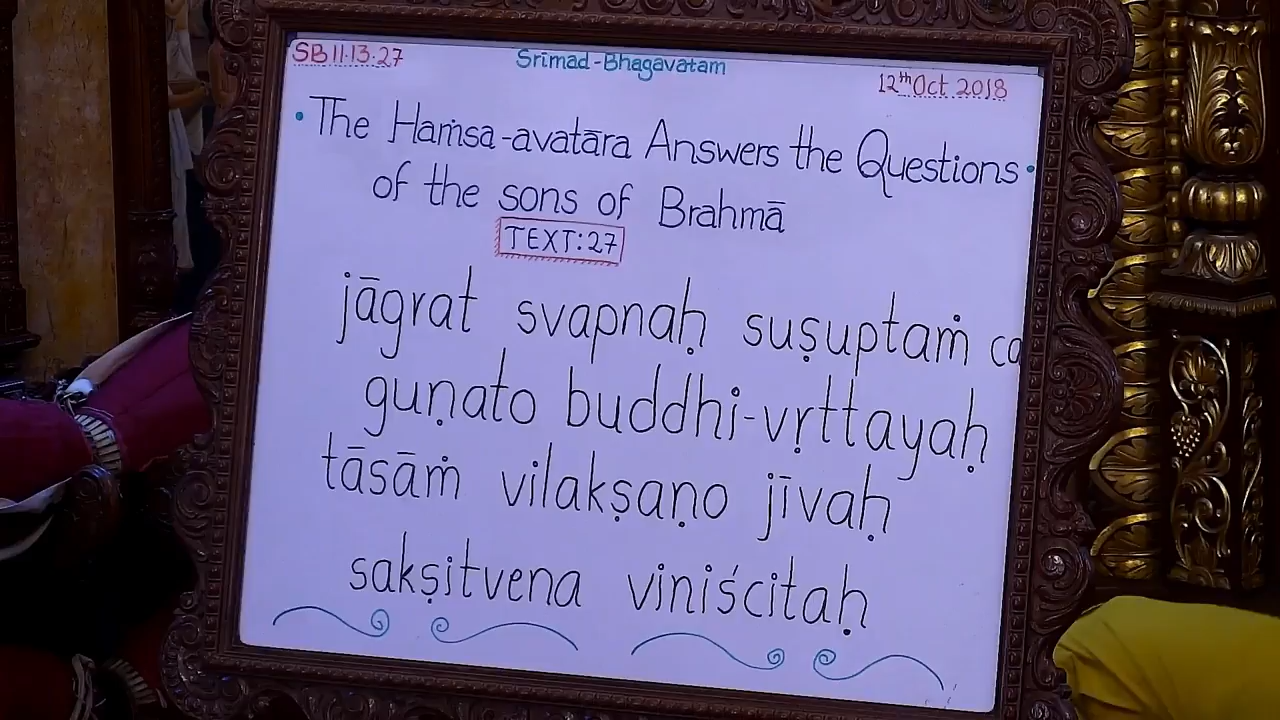 SB 11.13.27
Srimad-Bhagavatam
12th Oct 2018
• The Haṁsa-avatāra Answers the Questions •
of the sons of Brahmā
TEXT:27
jāgrat svapnaḥ suṣuptaṁ ca
guṇato buddhi-vṛttayaḥ
tāsāṁ vilakṣaṇo jīvaḥ
sakṣitvena viniścitaḥ